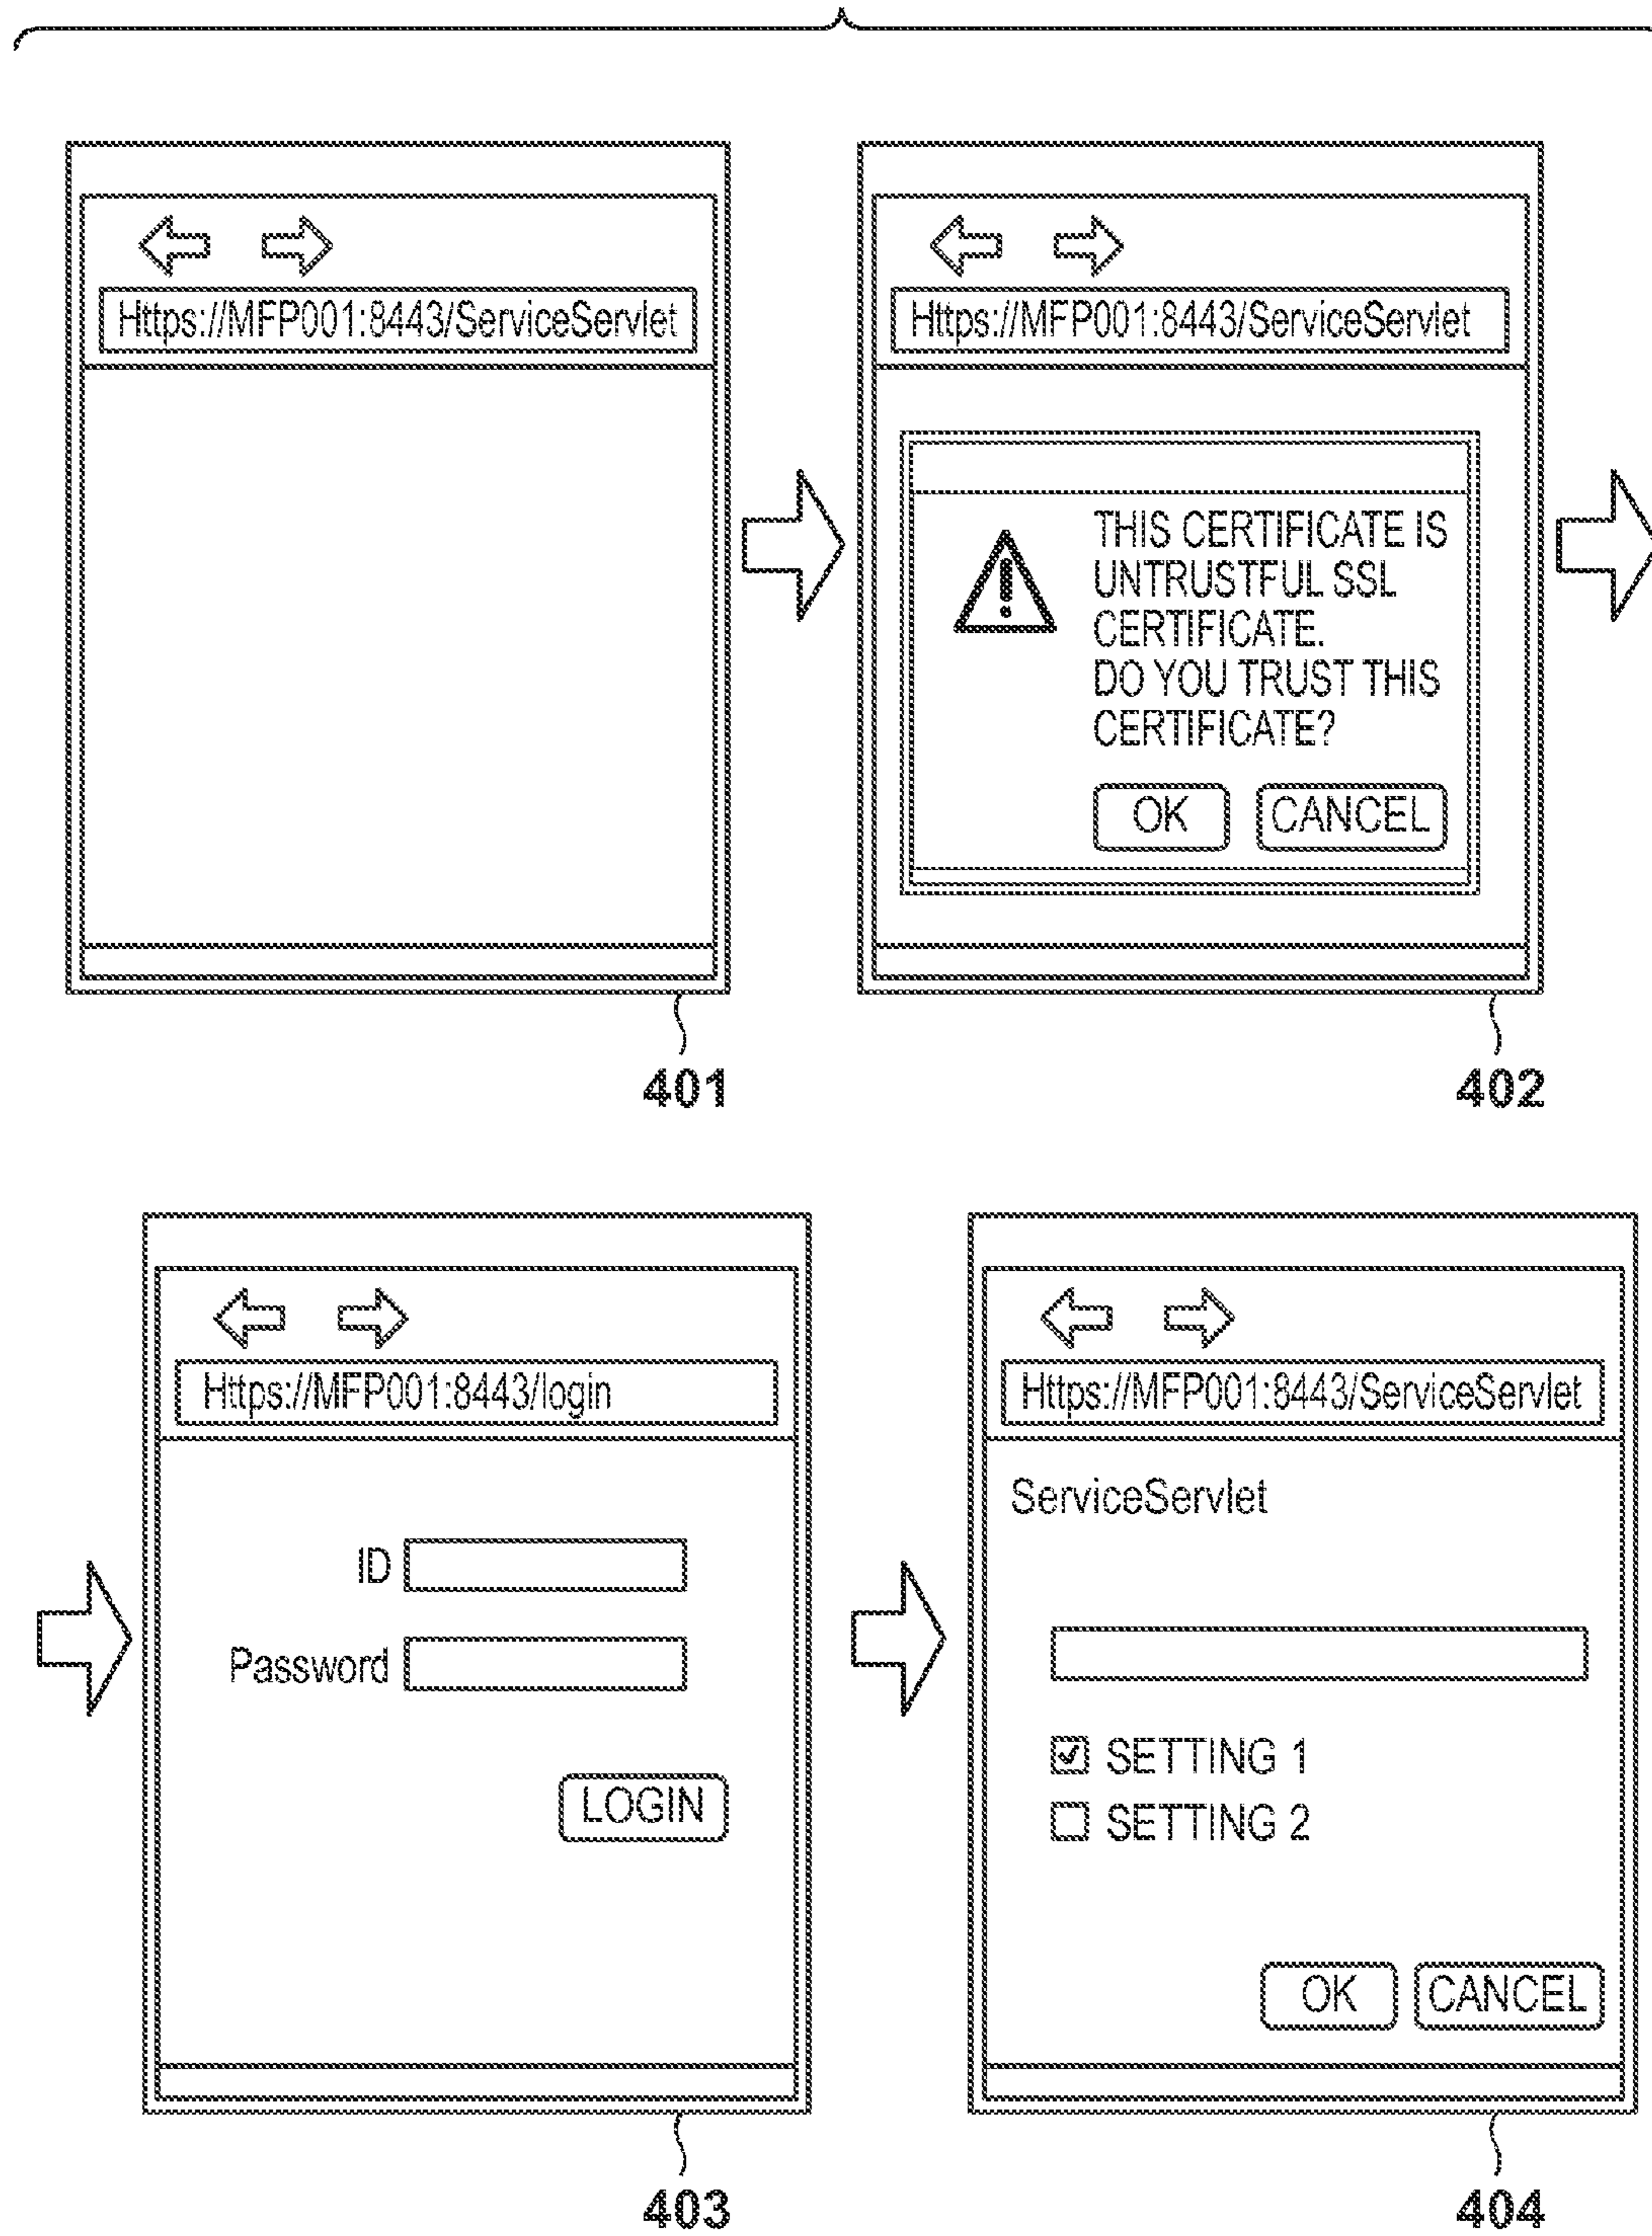 Https://MFP001:8443/ServiceServlet
401
Https://MFP001:8443/ServiceServlet
THIS CERTIFICATE IS
UNTRUSTFUL SSL
CERTIFICATE.
DO YOU TRUST THIS
CERTIFICATE?
OK
CANCEL
402
Https://MFP001:8443/login
ID
Password
LOGIN
403
Https://MFP001:8443/ServiceServlet
ServiceServlet
SETTING 1
SETTING 2
OK
CANCEL
404